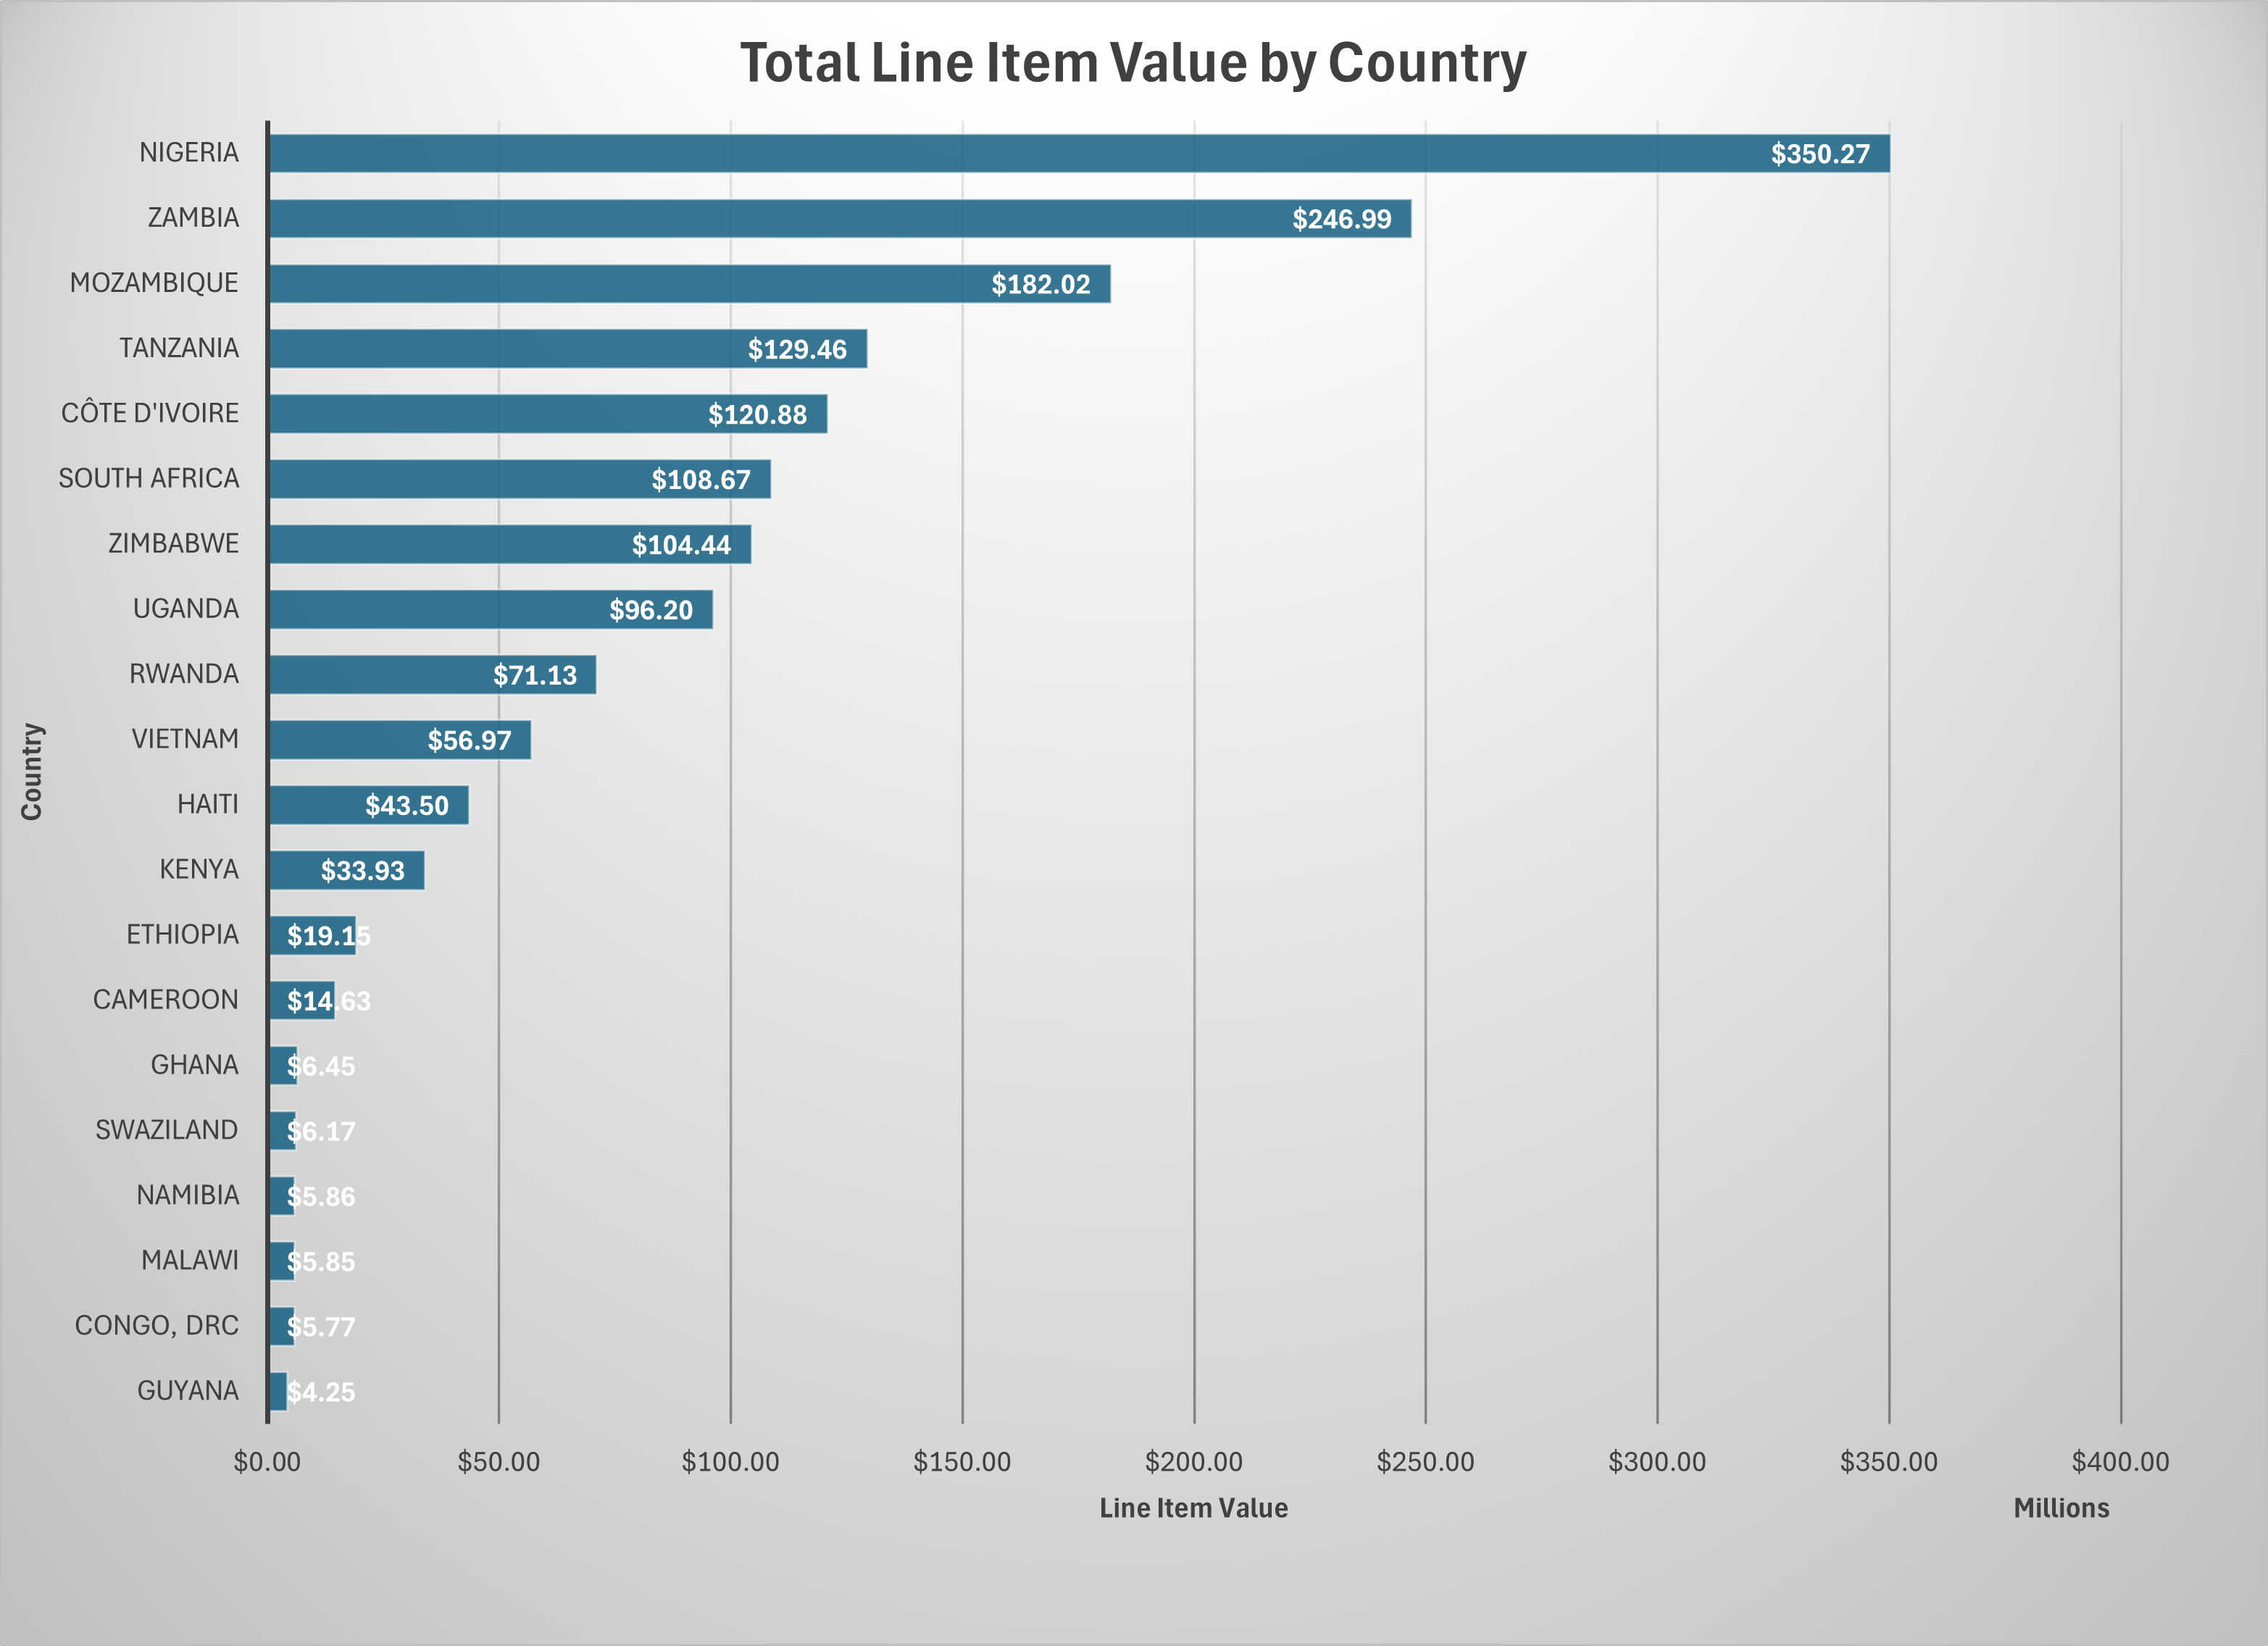 Total Line Item Value by Country
NIGERIA $350.27
ZAMBIA $246.99
MOZAMBIQUE $182.02
TANZANIA $129.46
CÔTE D'IVOIRE $120.88
SOUTH AFRICA $108.67
ZIMBABWE $104.44
UGANDA $96.20
RWANDA $71.13
VIETNAM $56.97
HAITI $43.50
KENYA $33.93
ETHIOPIA $19.15
CAMEROON $14.63
GHANA $6.45
SWAZILAND $6.17
NAMIBIA $5.86
MALAWI $5.85
CONGO, DRC $5.77
GUYANA $4.25
Country
$0.00 $50.00 $100.00 $150.00 $200.00 $250.00 $300.00 $350.00 $400.00
Line Item Value Millions